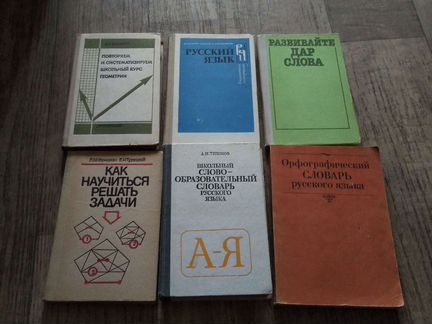 ПОВТОРЯЕМ
И СИСТЕМАТИЗИРУЕМ
ШКОЛЬНЫЙ КУРС
ГЕОМЕТРИИ
РУССКИЙ
ЯЗЫК
РАЗВИВАЙТЕ
ДАР
СЛОВА
КАК
НАУЧИТЬСЯ
РЕШАТЬ
ЗАДАЧИ
А.Н.ТИХОНОВ
ШКОЛЬНЫЙ
СЛОВО-
ОБРАЗОВАТЕЛЬНЫЙ
СЛОВАРЬ
РУССКОГО
ЯЗЫКА
А-Я
Орфографический
СЛОВАРЬ
русского языка